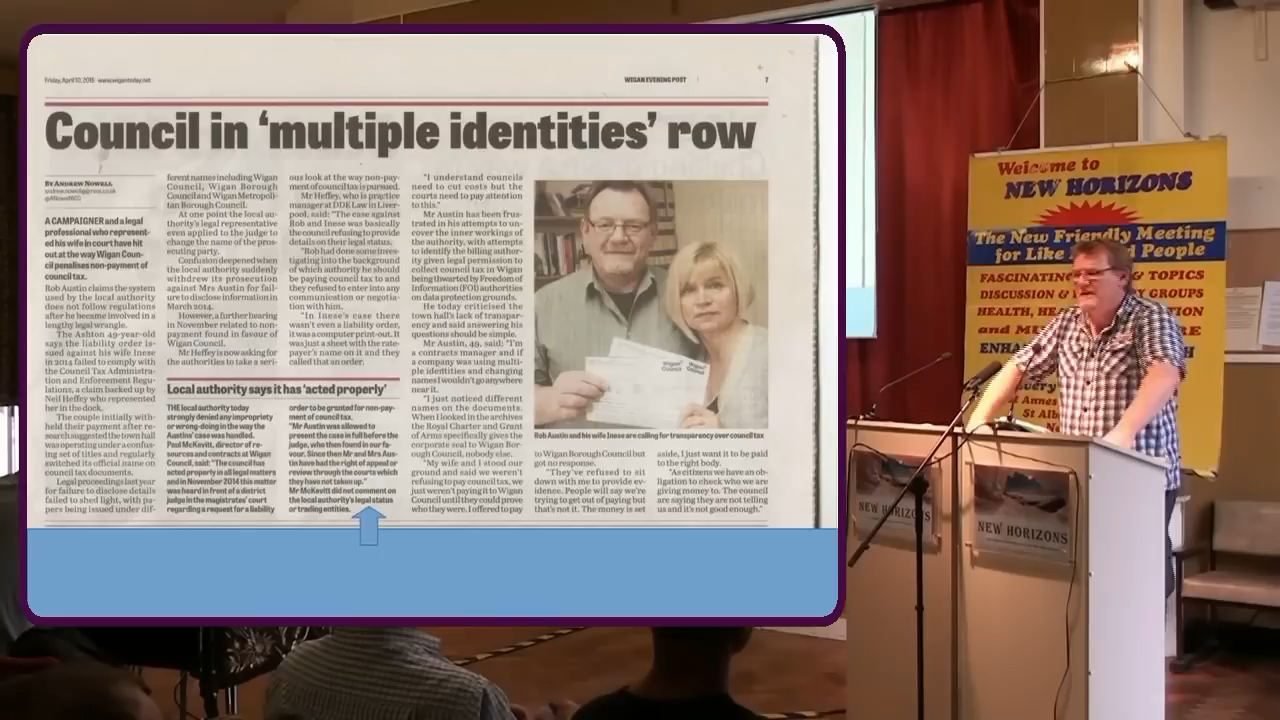 Friday, April 10, 2015 · www.wigantoday.net
WIGAN EVENING POST
7
Council in ‘multiple identities’ row
BY ANDREW NOWELL
A CAMPAIGNER and a legal
professional who represent-
ed his wife in court have hit
out at the way Wigan Coun-
cil penalises non-payment of
council tax.
Rob Austin claims the system
used by the local authority
does not follow regulations
after he became involved in a
lengthy legal wrangle.
The Ashton 49-year-old
says the liability order is-
sued against his wife Inese
in 2014 failed to comply with
the Council Tax Administra-
tion and Enforcement Regu-
lations, a claim backed up by
Neil Heffey who represented
her in the dock.
The couple initially with-
held their payment after re-
search suggested the town hall
was operating under a confus-
ing set of titles and regularly
switched its official name on
council tax documents.
Legal proceedings last year
for failure to disclose details
failed to shed light, with pa-
pers being issued under dif-
ferent names including Wigan
Council, Wigan Borough
Council and Wigan Metropoli-
tan Borough Council.
At one point the local au-
thority's legal representative
even applied to the judge to
change the name of the pros-
ecuting party.
Confusion deepened when
the local authority suddenly
withdrew its prosecution
against Mrs Austin for fail-
ure to disclose information in
March 2014.
However, a further hearing
in November related to non-
payment found in favour of
Wigan Council.
Mr Heffey is now asking for
the authorities to take a seri-
ous look at the way non-pay-
ment of council tax is pursued.
Mr Heffey, who is practice
manager at DDE Law in Liver-
pool, said: "The case against
Rob and Inese was basically
the council refusing to provide
details on their legal status.
"Rob had done some inves-
tigating into the background
of which authority he should
be paying council tax to and
they refused to enter into any
communication or negotia-
tion with him.
"In Inese's case there
wasn't even a liability order,
it was a computer print-out. It
was just a sheet with the rate-
payer's name on it and they
called that an order.
Local authority says it has 'acted properly'
THE local authority today
strongly denied any impropriety
or wrong-doing in the way the
Austins' case was handled.
Paul McKevitt, director of re-
sources and contracts at Wigan
Council, said: "The council has
acted properly in all legal matters
and in November 2014 this matter
was heard in front of a district
judge in the magistrates' court
regarding a request for a liability
order to be granted for non-pay-
ment of council tax.
"Mr Austin was allowed to
present the case in full before the
judge, who then found in our fa-
vour. Since then Mr and Mrs Aus-
tin have had the right of appeal or
review through the courts which
they have not taken up."
Mr McKevitt did not comment on
the local authority's legal status
or trading entities.
"I understand councils
need to cut costs but the
courts need to pay attention
to this."
Mr Austin has been frus-
trated in his attempts to un-
cover the inner workings of
the authority, with attempts
to identify the billing author-
ity given legal permission to
collect council tax in Wigan
being thwarted by Freedom of
Information (FOI) authorities
on data protection grounds.
He today criticised the
town hall's lack of transpar-
ency and said answering his
questions should be simple.
Mr Austin, 49, said: "I'm
a contracts manager and if
a company was using multi-
ple identities and changing
names I wouldn't go anywhere
near it.
"I just noticed different
names on the documents.
When I looked in the archives
the Royal Charter and Grant
of Arms specifically gives the
corporate seal to Wigan Bor-
ough Council, nobody else.
"My wife and I stood our
ground and said we weren't
refusing to pay council tax, we
just weren't paying it to Wigan
Council until they could prove
who they were. I offered to pay
Wigan
Council
Wigan
Council
Rob Austin and his wife Inese are calling for transparency over council tax
to Wigan Borough Council but
got no response.
"They've refused to sit
down with me to provide ev-
idence. People will say we're
trying to get out of paying but
that's not it. The money is set
aside, I just want it to be paid
to the right body.
"As citizens we have an ob-
ligation to check who we are
giving money to. The council
are saying they are not telling
us and it's not good enough."
Welcome to
NEW HORIZONS
The New Friendly Meeting
for Like People
FASCINATING & TOPICS
DISCUSSION & GROUPS
HEALTH,
and
St Annes
St Alb
NEW HORIZONS
NEW HORIZONS